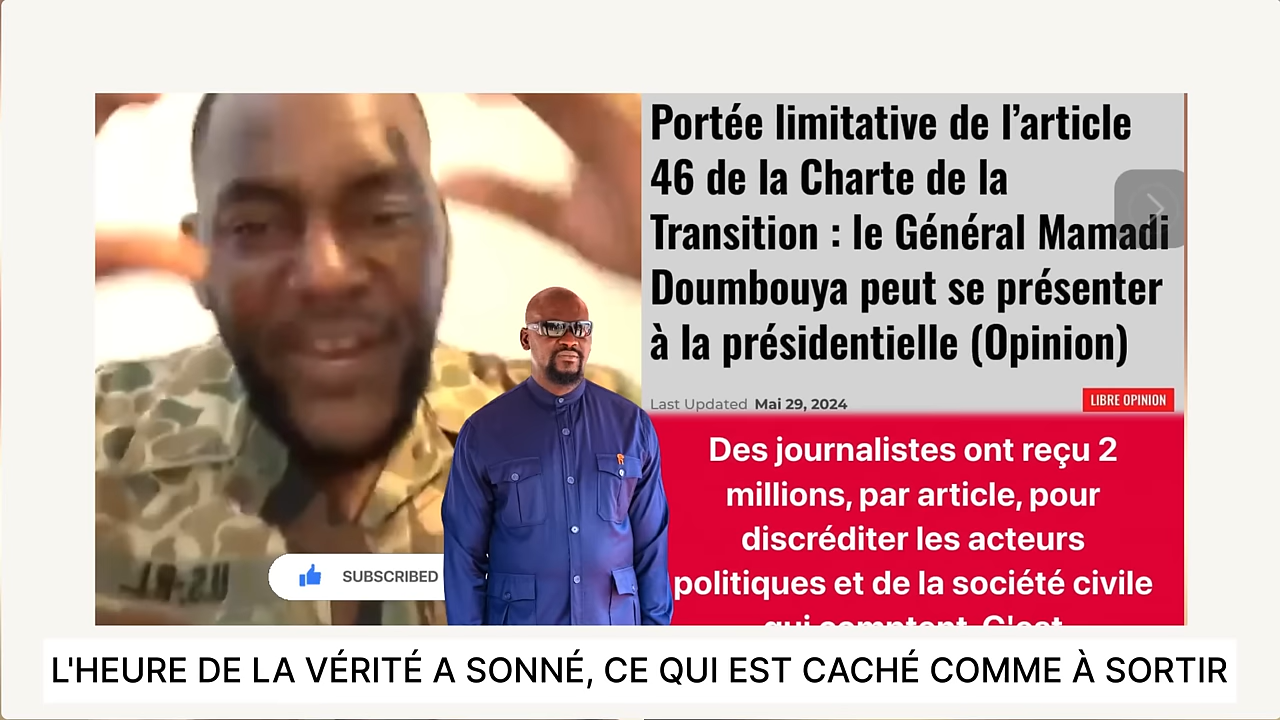 Portée limitative de l'article
46 de la Charte de la
Transition : le Général Mamadi
Doumbouya peut se présenter
à la présidentielle (Opinion)
Last Updated Mai 29, 2024
LIBRE OPINION
Des journalistes ont reçu 2
millions, par article, pour
discréditer les acteurs
politiques et de la société civile
qui comptent. C'est
SUBSCRIBED
L'HEURE DE LA VÉRITÉ A SONNÉ, CE QUI EST CACHÉ COMME À SORTIR